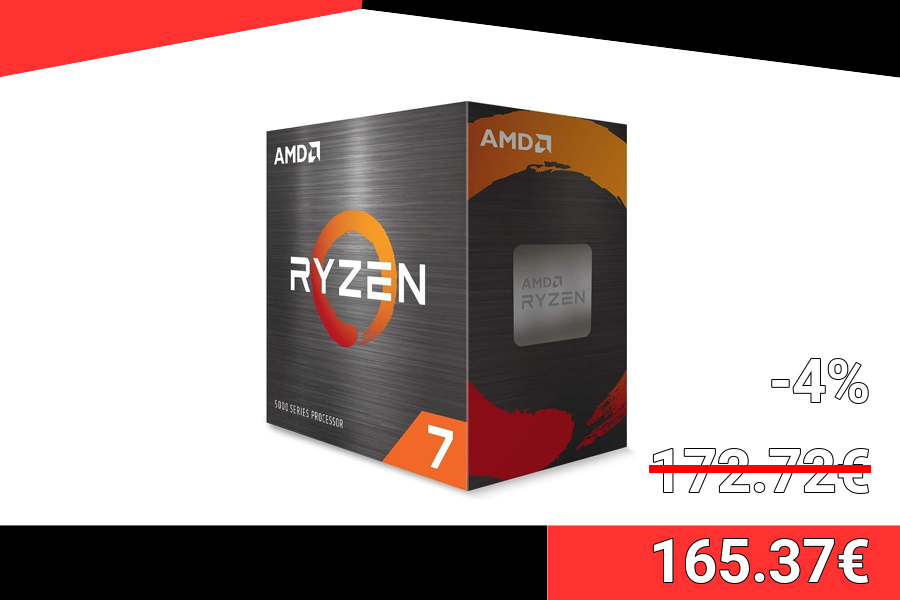 AMD
AMD
RYZEN
AMD
RYZEN
5000 SERIES PROCESSOR
7
-4%
172.72€
165.37€